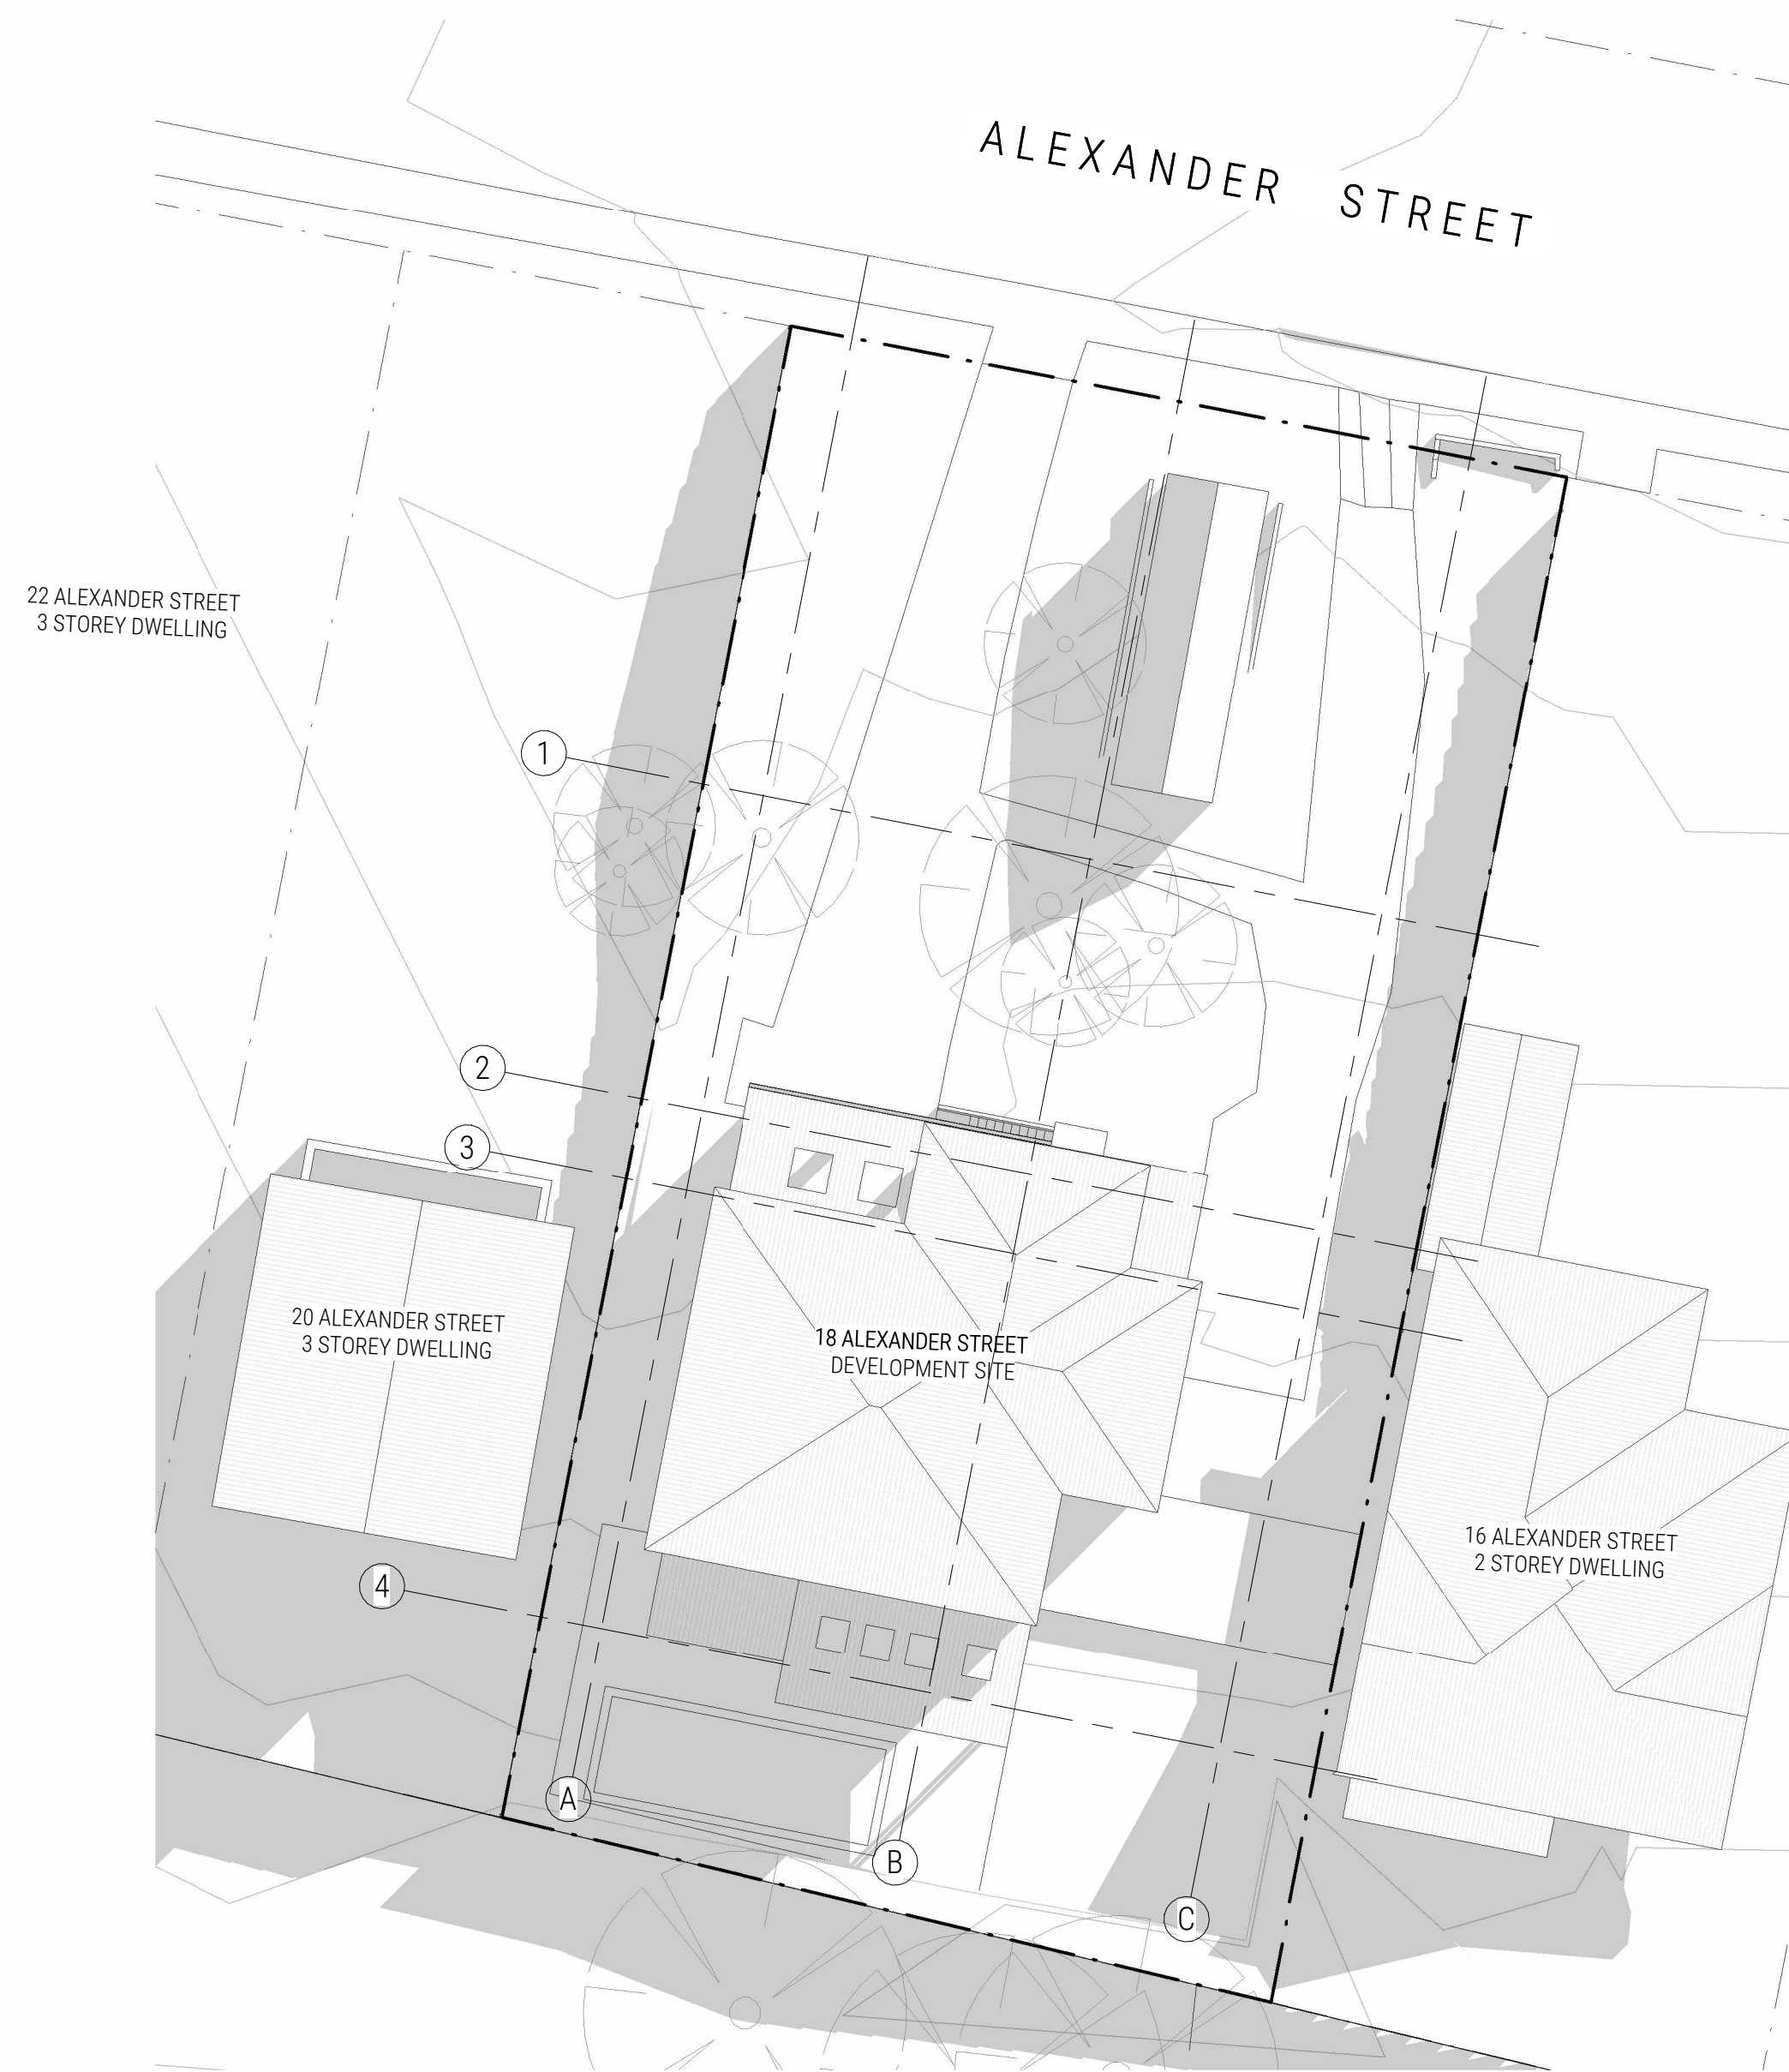 ALEXANDER STREET
22 ALEXANDER STREET
3 STOREY DWELLING
1
2
3
20 ALEXANDER STREET
3 STOREY DWELLING
18 ALEXANDER STREET
DEVELOPMENT SITE
16 ALEXANDER STREET
2 STOREY DWELLING
4
A
B
C